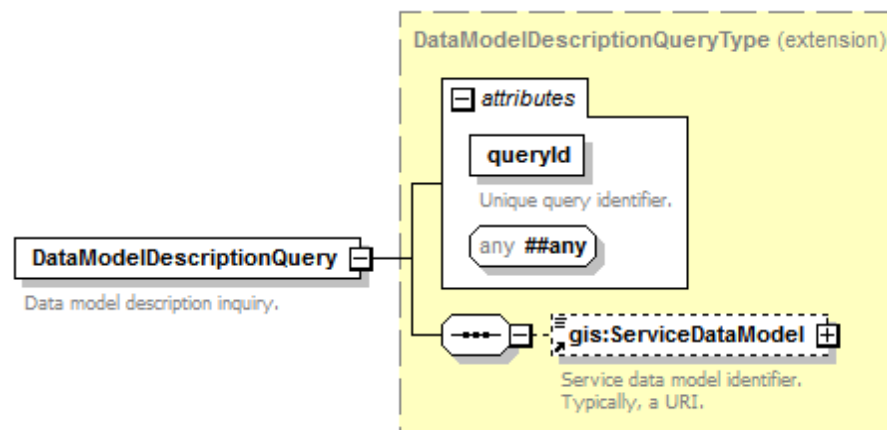 DataModelDescriptionQueryType (extension)
attributes
queryId
Unique query identifier.
any ##any
DataModelDescriptionQuery
Data model description inquiry.
gis:ServiceDataModel
Service data model identifier.
Typically, a URI.